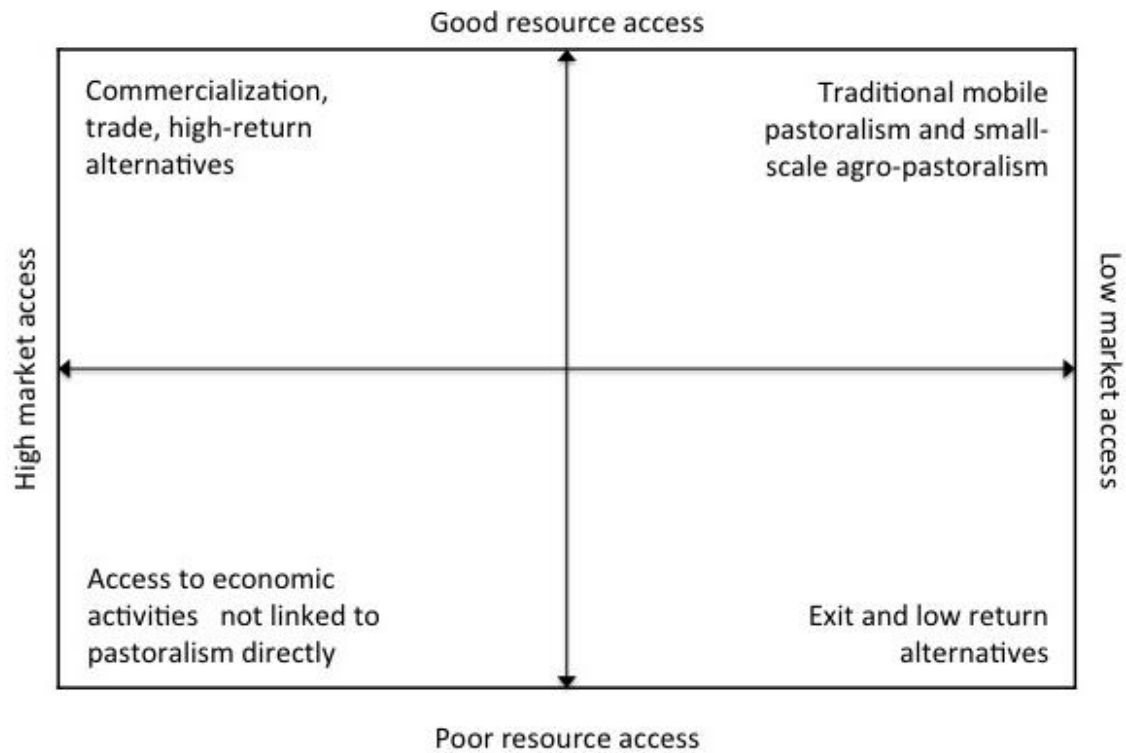 Good resource access
Commercialization,
trade, high-return
alternatives
Traditional mobile
pastoralism and small-
scale agro-pastoralism
High market access
Low market access
Access to economic
activities   not linked to
pastoralism directly
Exit and low return
alternatives
Poor resource access